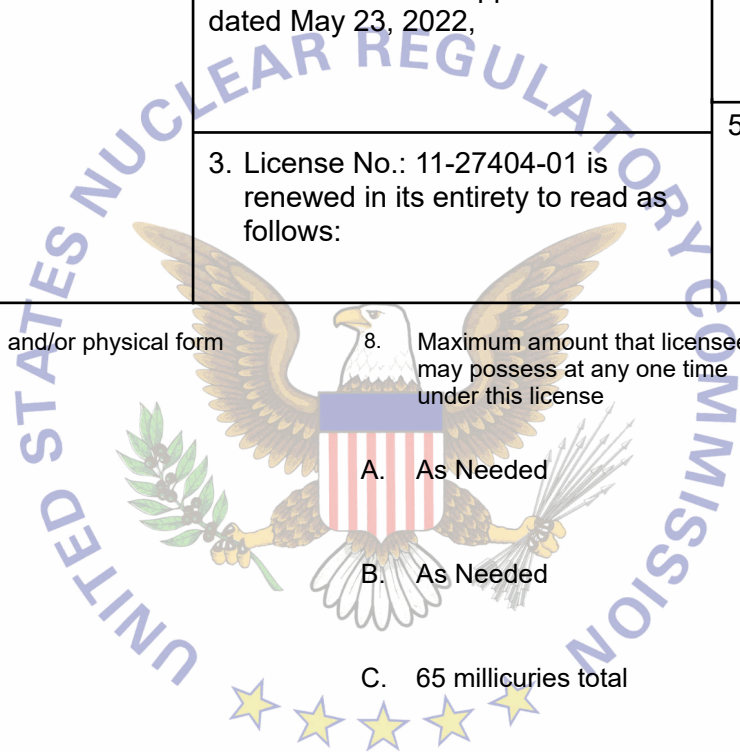 dated May 23, 2022,
5
3. License No.: 11-27404-01 is
renewed in its entirety to read as
follows:
and/or physical form
8. Maximum amount that licensee
may possess at any one time
under this license
A. As Needed
B. As Needed
C. 65 millicuries total
UNITED STATES NUCLEAR REGULATORY COMMISSION